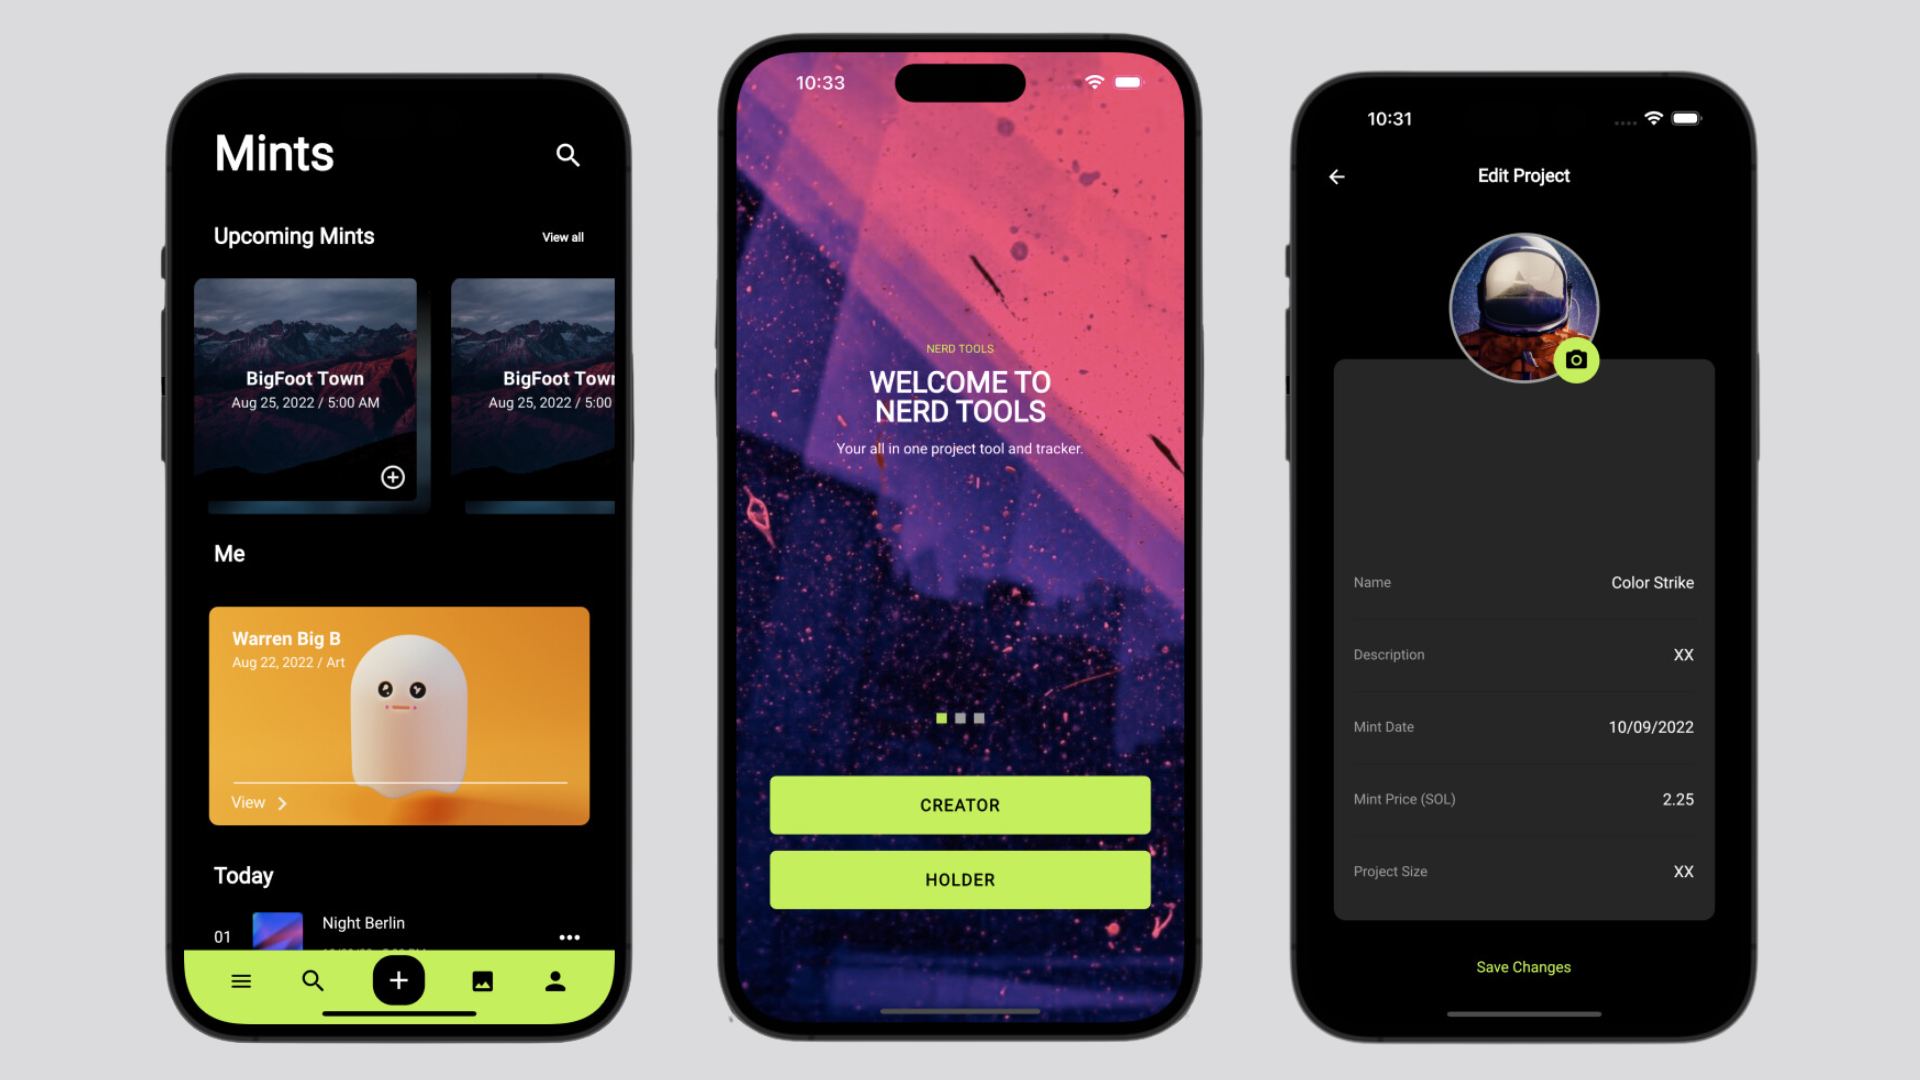 Mints
Upcoming Mints
View all
BigFoot Town
Aug 25, 2022 / 5:00 AM
BigFoot Town
Aug 25, 2022 / 5:00
Me
Warren Big B
Aug 22, 2022 / Art
View
Today
01
Night Berlin
10:33
NERD TOOLS
WELCOME TO
NERD TOOLS
Your all in one project tool and tracker.
CREATOR
HOLDER
10:31
Edit Project
Name
Color Strike
Description
XX
Mint Date
10/09/2022
Mint Price (SOL)
2.25
Project Size
XX
Save Changes